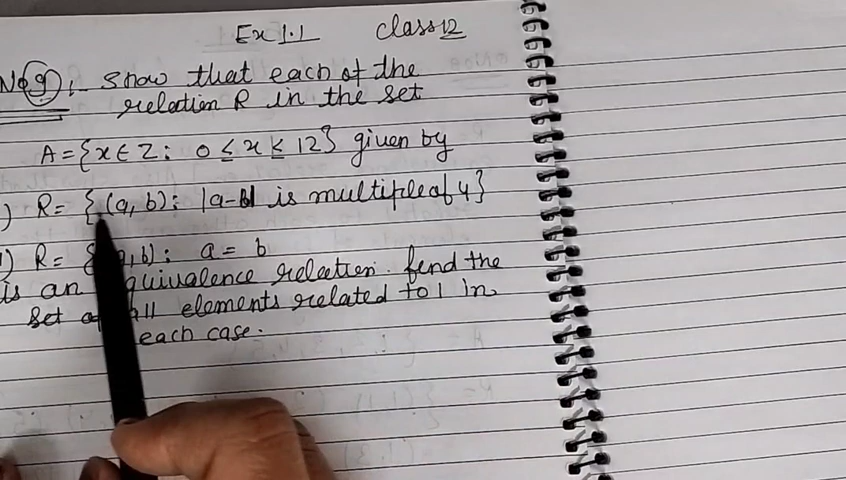 Ex 1.1 class 12
No 9: Show that each of the
relation R in the set
A = {x ∈ Z: 0 ≤ x ≤ 12} given by
) R = {(a, b): |a-b| is multiple of 4}
) R = { ,b): a = b
is an quivalence relation. find the
set all elements related to 1 in
each case.